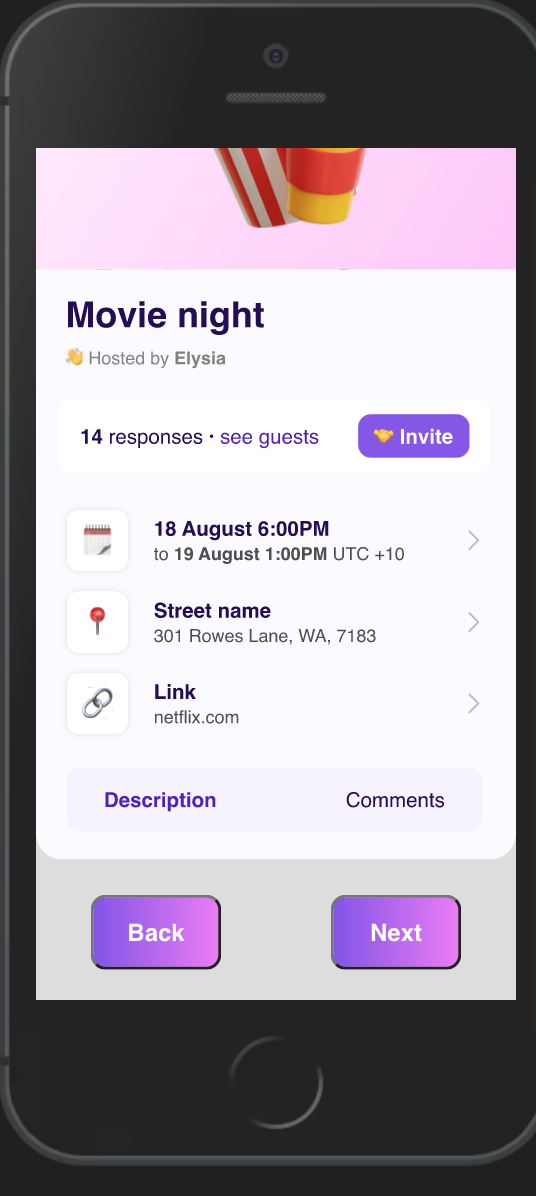 Movie night
👋 Hosted by Elysia
14 responses • see guests
🤝 Invite
18 August 6:00PM
to 19 August 1:00PM UTC +10
Street name
301 Rowes Lane, WA, 7183
Link
netflix.com
Description
Comments
Back
Next